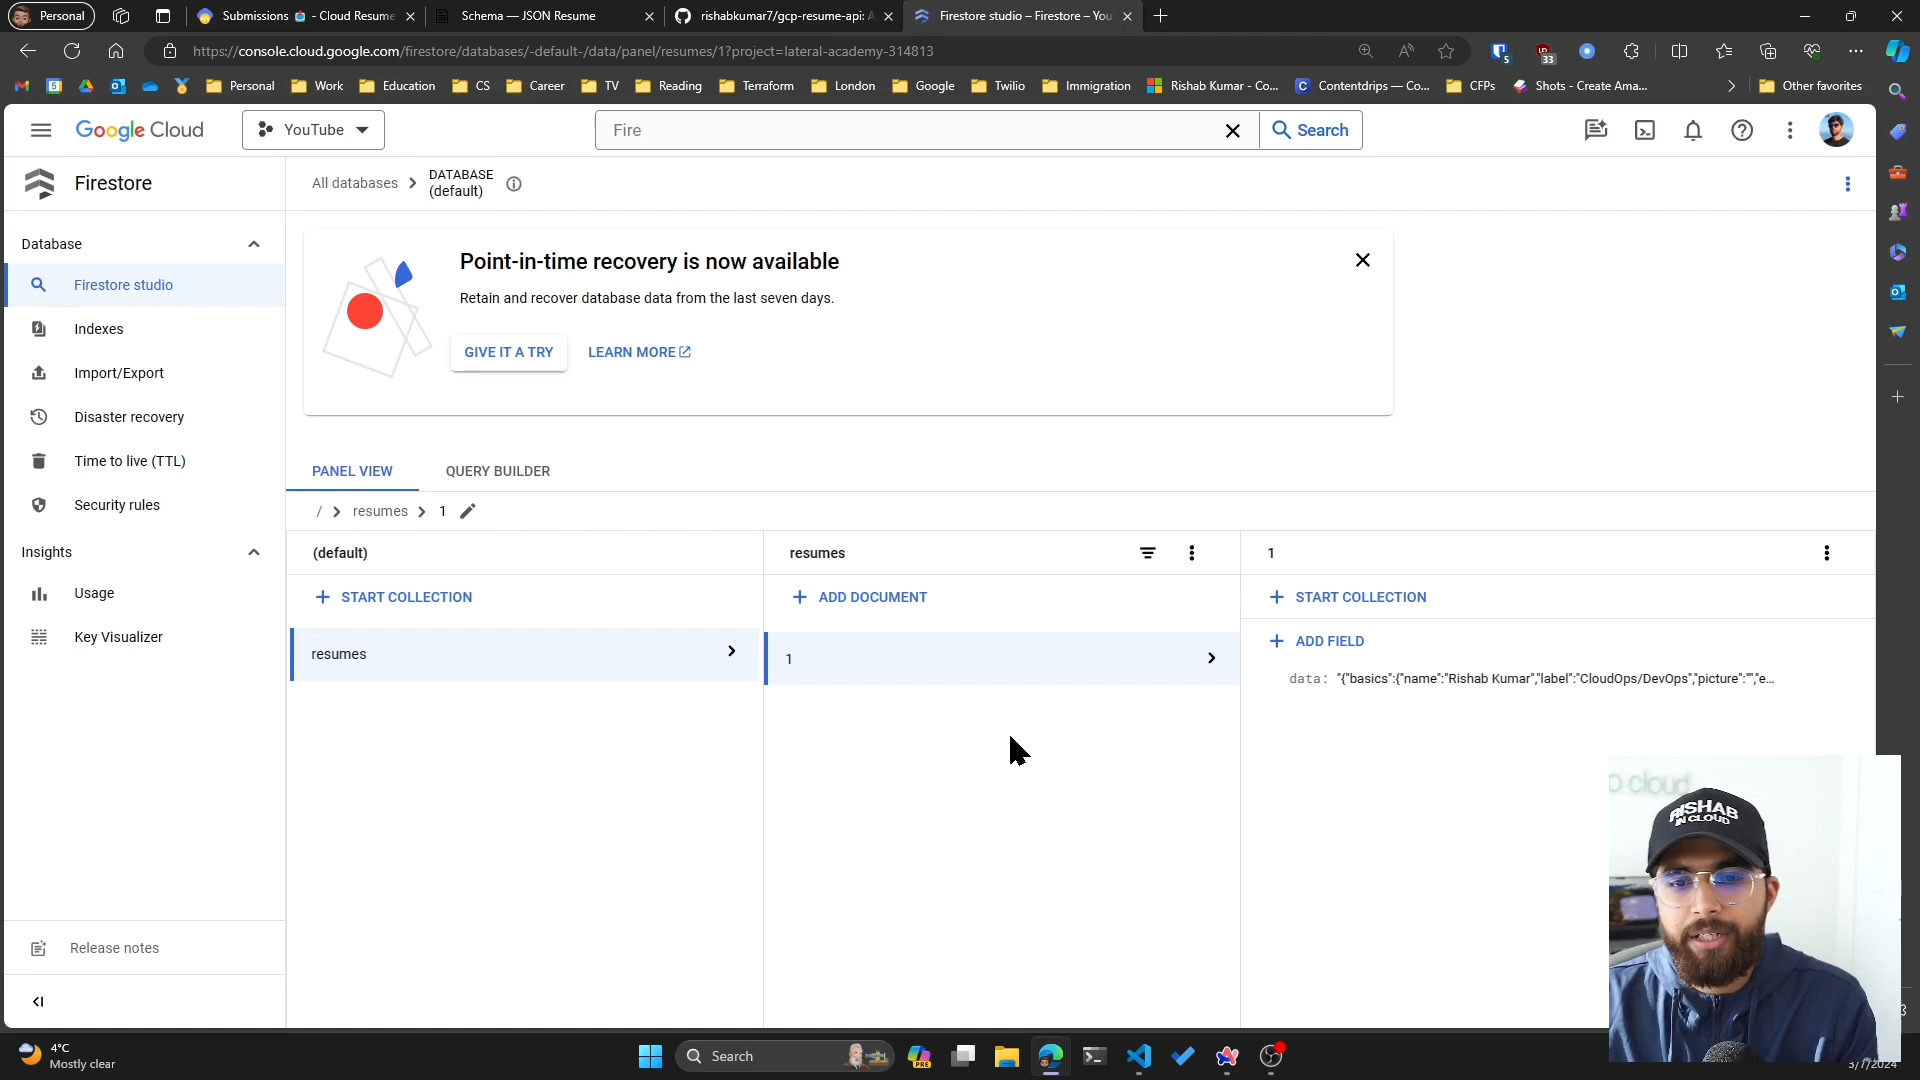 Personal
Submissions - Cloud Resume
Schema — JSON Resume
rishabkumar7/gcp-resume-api: A
Firestore studio – Firestore – You
https://console.cloud.google.com/firestore/databases/-default-/data/panel/resumes/1?project=lateral-academy-314813
5
33
Personal
Work
Education
CS
Career
TV
Reading
Terraform
London
Google
Twilio
Immigration
Rishab Kumar - Co...
Contentdrips — Co...
CFPs
Shots - Create Ama...
Other favorites
Google Cloud
YouTube
Fire
Search
Firestore
All databases
DATABASE
(default)
Database
Firestore studio
Indexes
Import/Export
Disaster recovery
Time to live (TTL)
Security rules
Insights
Usage
Key Visualizer
Release notes
Point-in-time recovery is now available
Retain and recover database data from the last seven days.
GIVE IT A TRY
LEARN MORE
PANEL VIEW
QUERY BUILDER
/ resumes 1
(default)
resumes
1
START COLLECTION
ADD DOCUMENT
START COLLECTION
ADD FIELD
resumes
1
data: "{"basics":{"name":"Rishab Kumar","label":"CloudOps/DevOps","picture":"","e...
cloud
RISHAB
IN CLOUD
4°C
Mostly clear
Search
PRE
3/7/2024